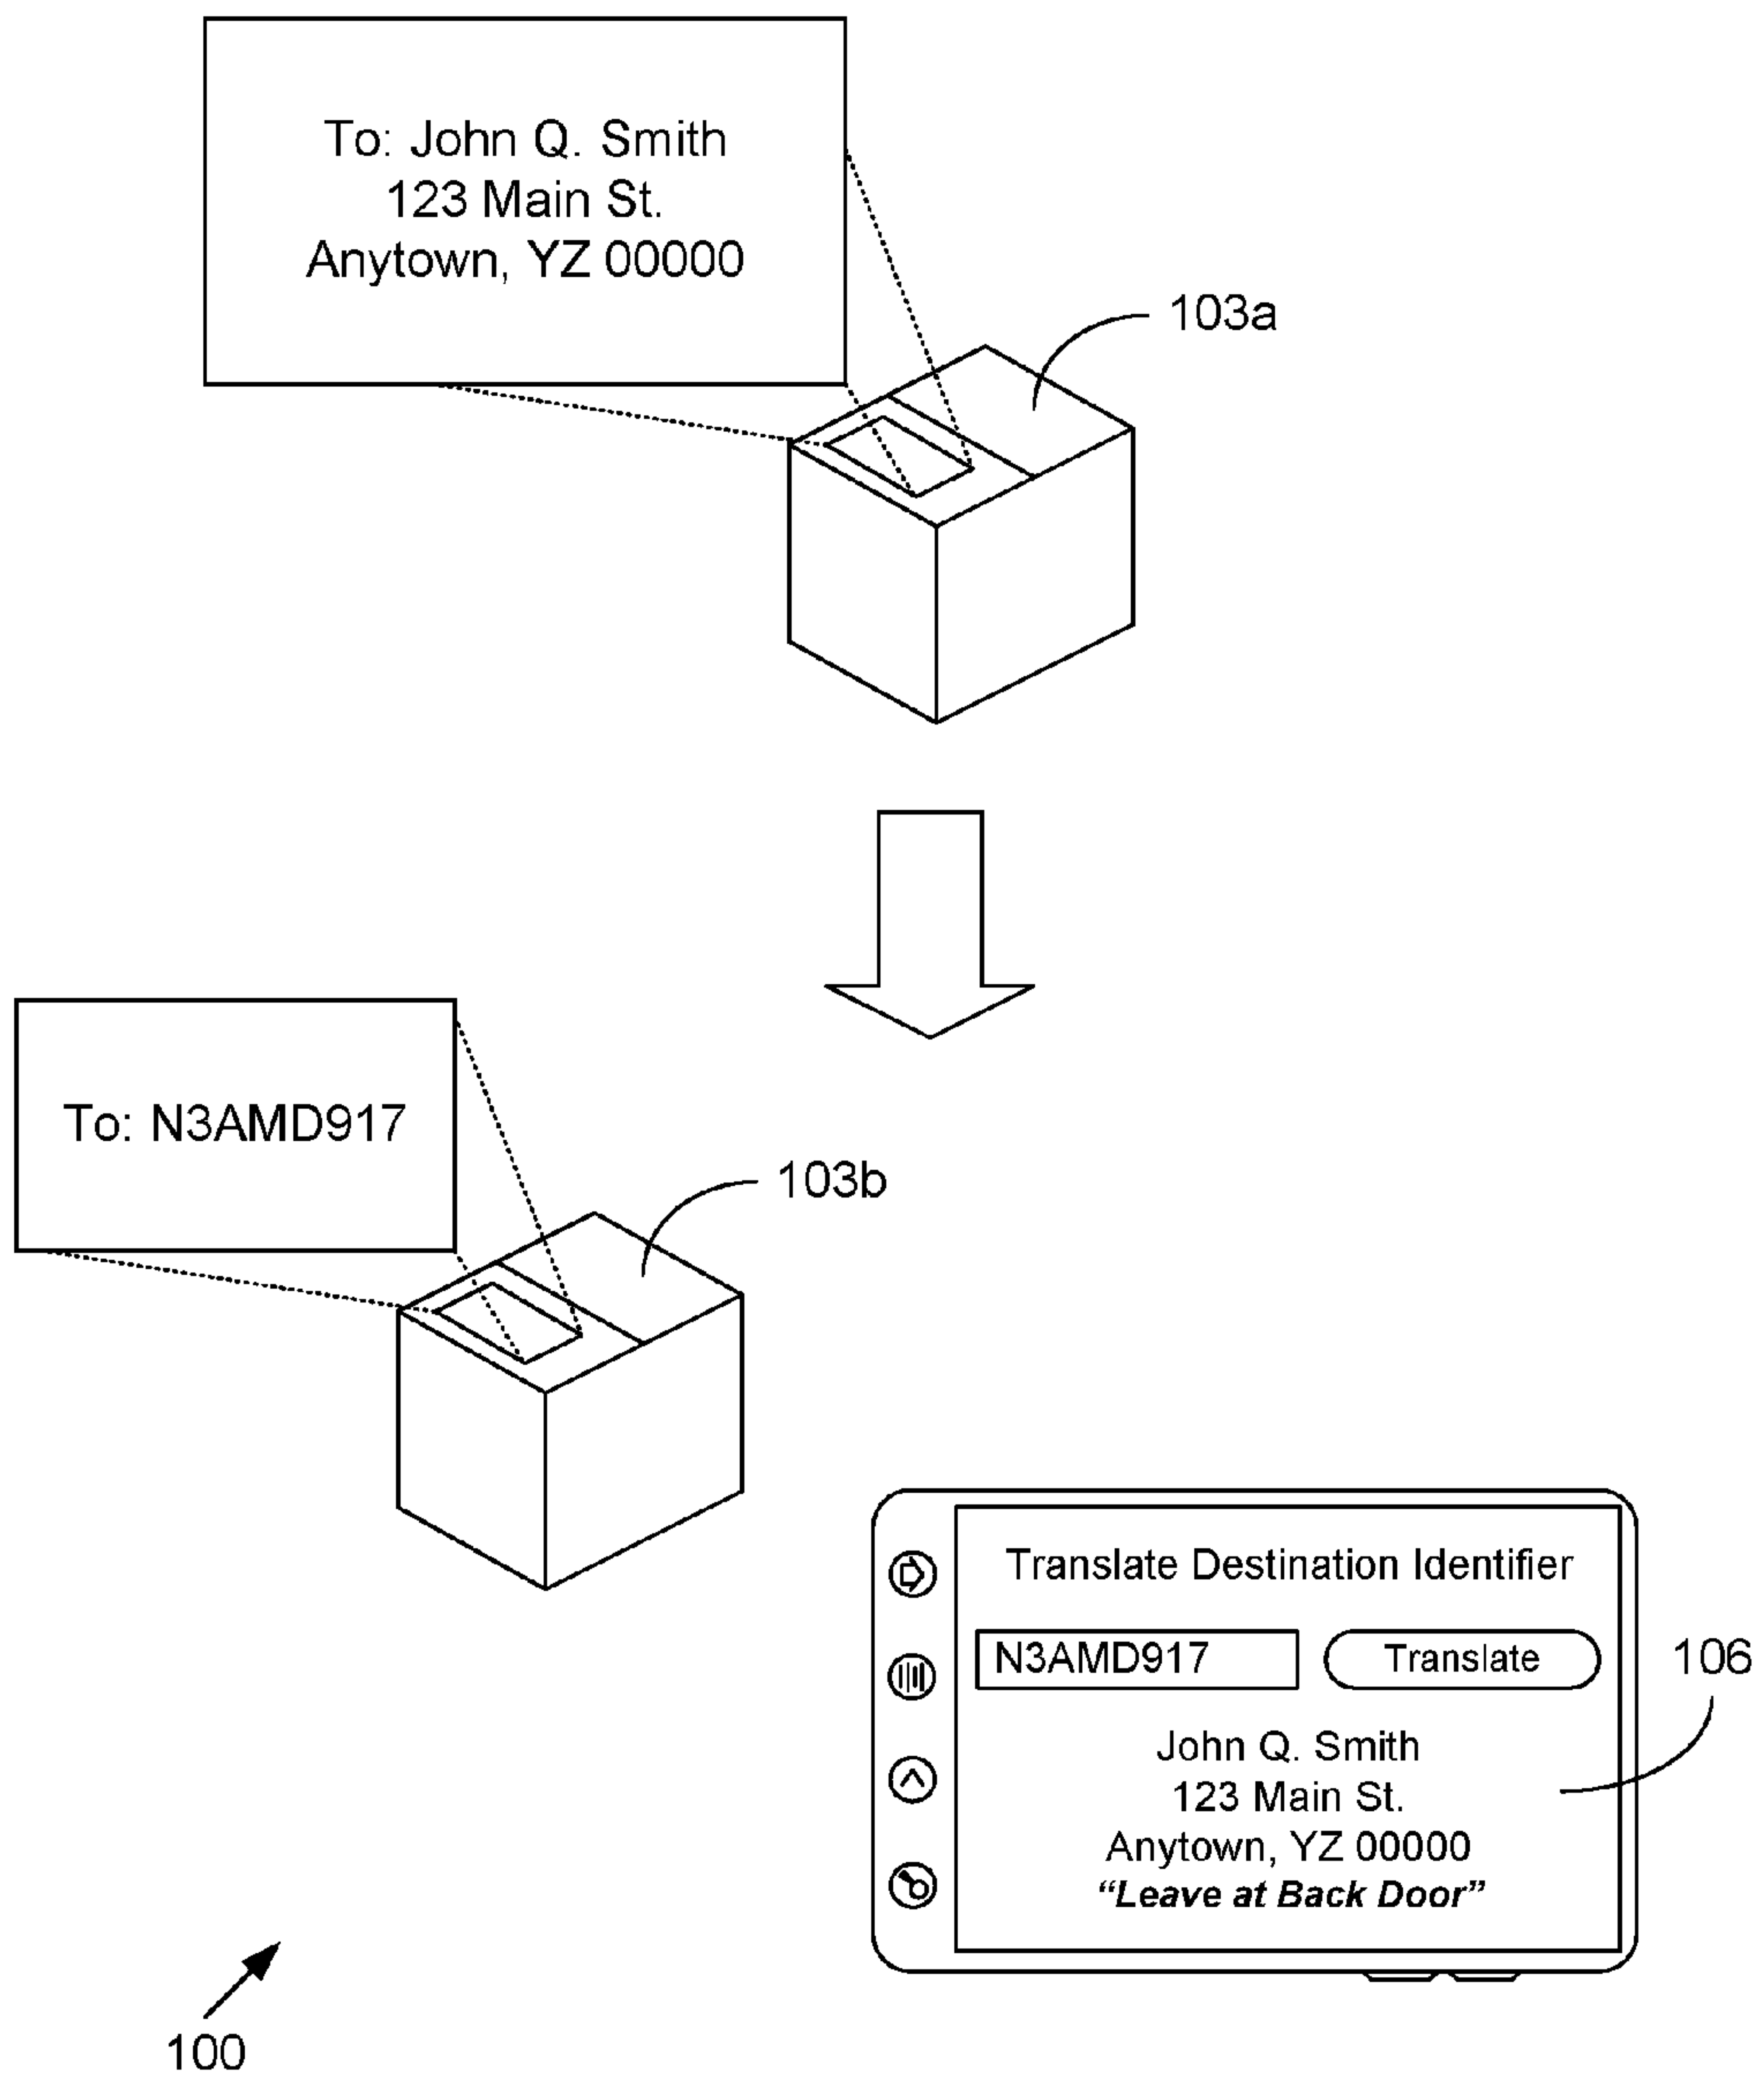 To: John Q. Smith
123 Main St.
Anytown, YZ 00000
103a
To: N3AMD917
103b
Translate Destination Identifier
N3AMD917
Translate
106
John Q. Smith
123 Main St.
Anytown, YZ 00000
“Leave at Back Door”
100